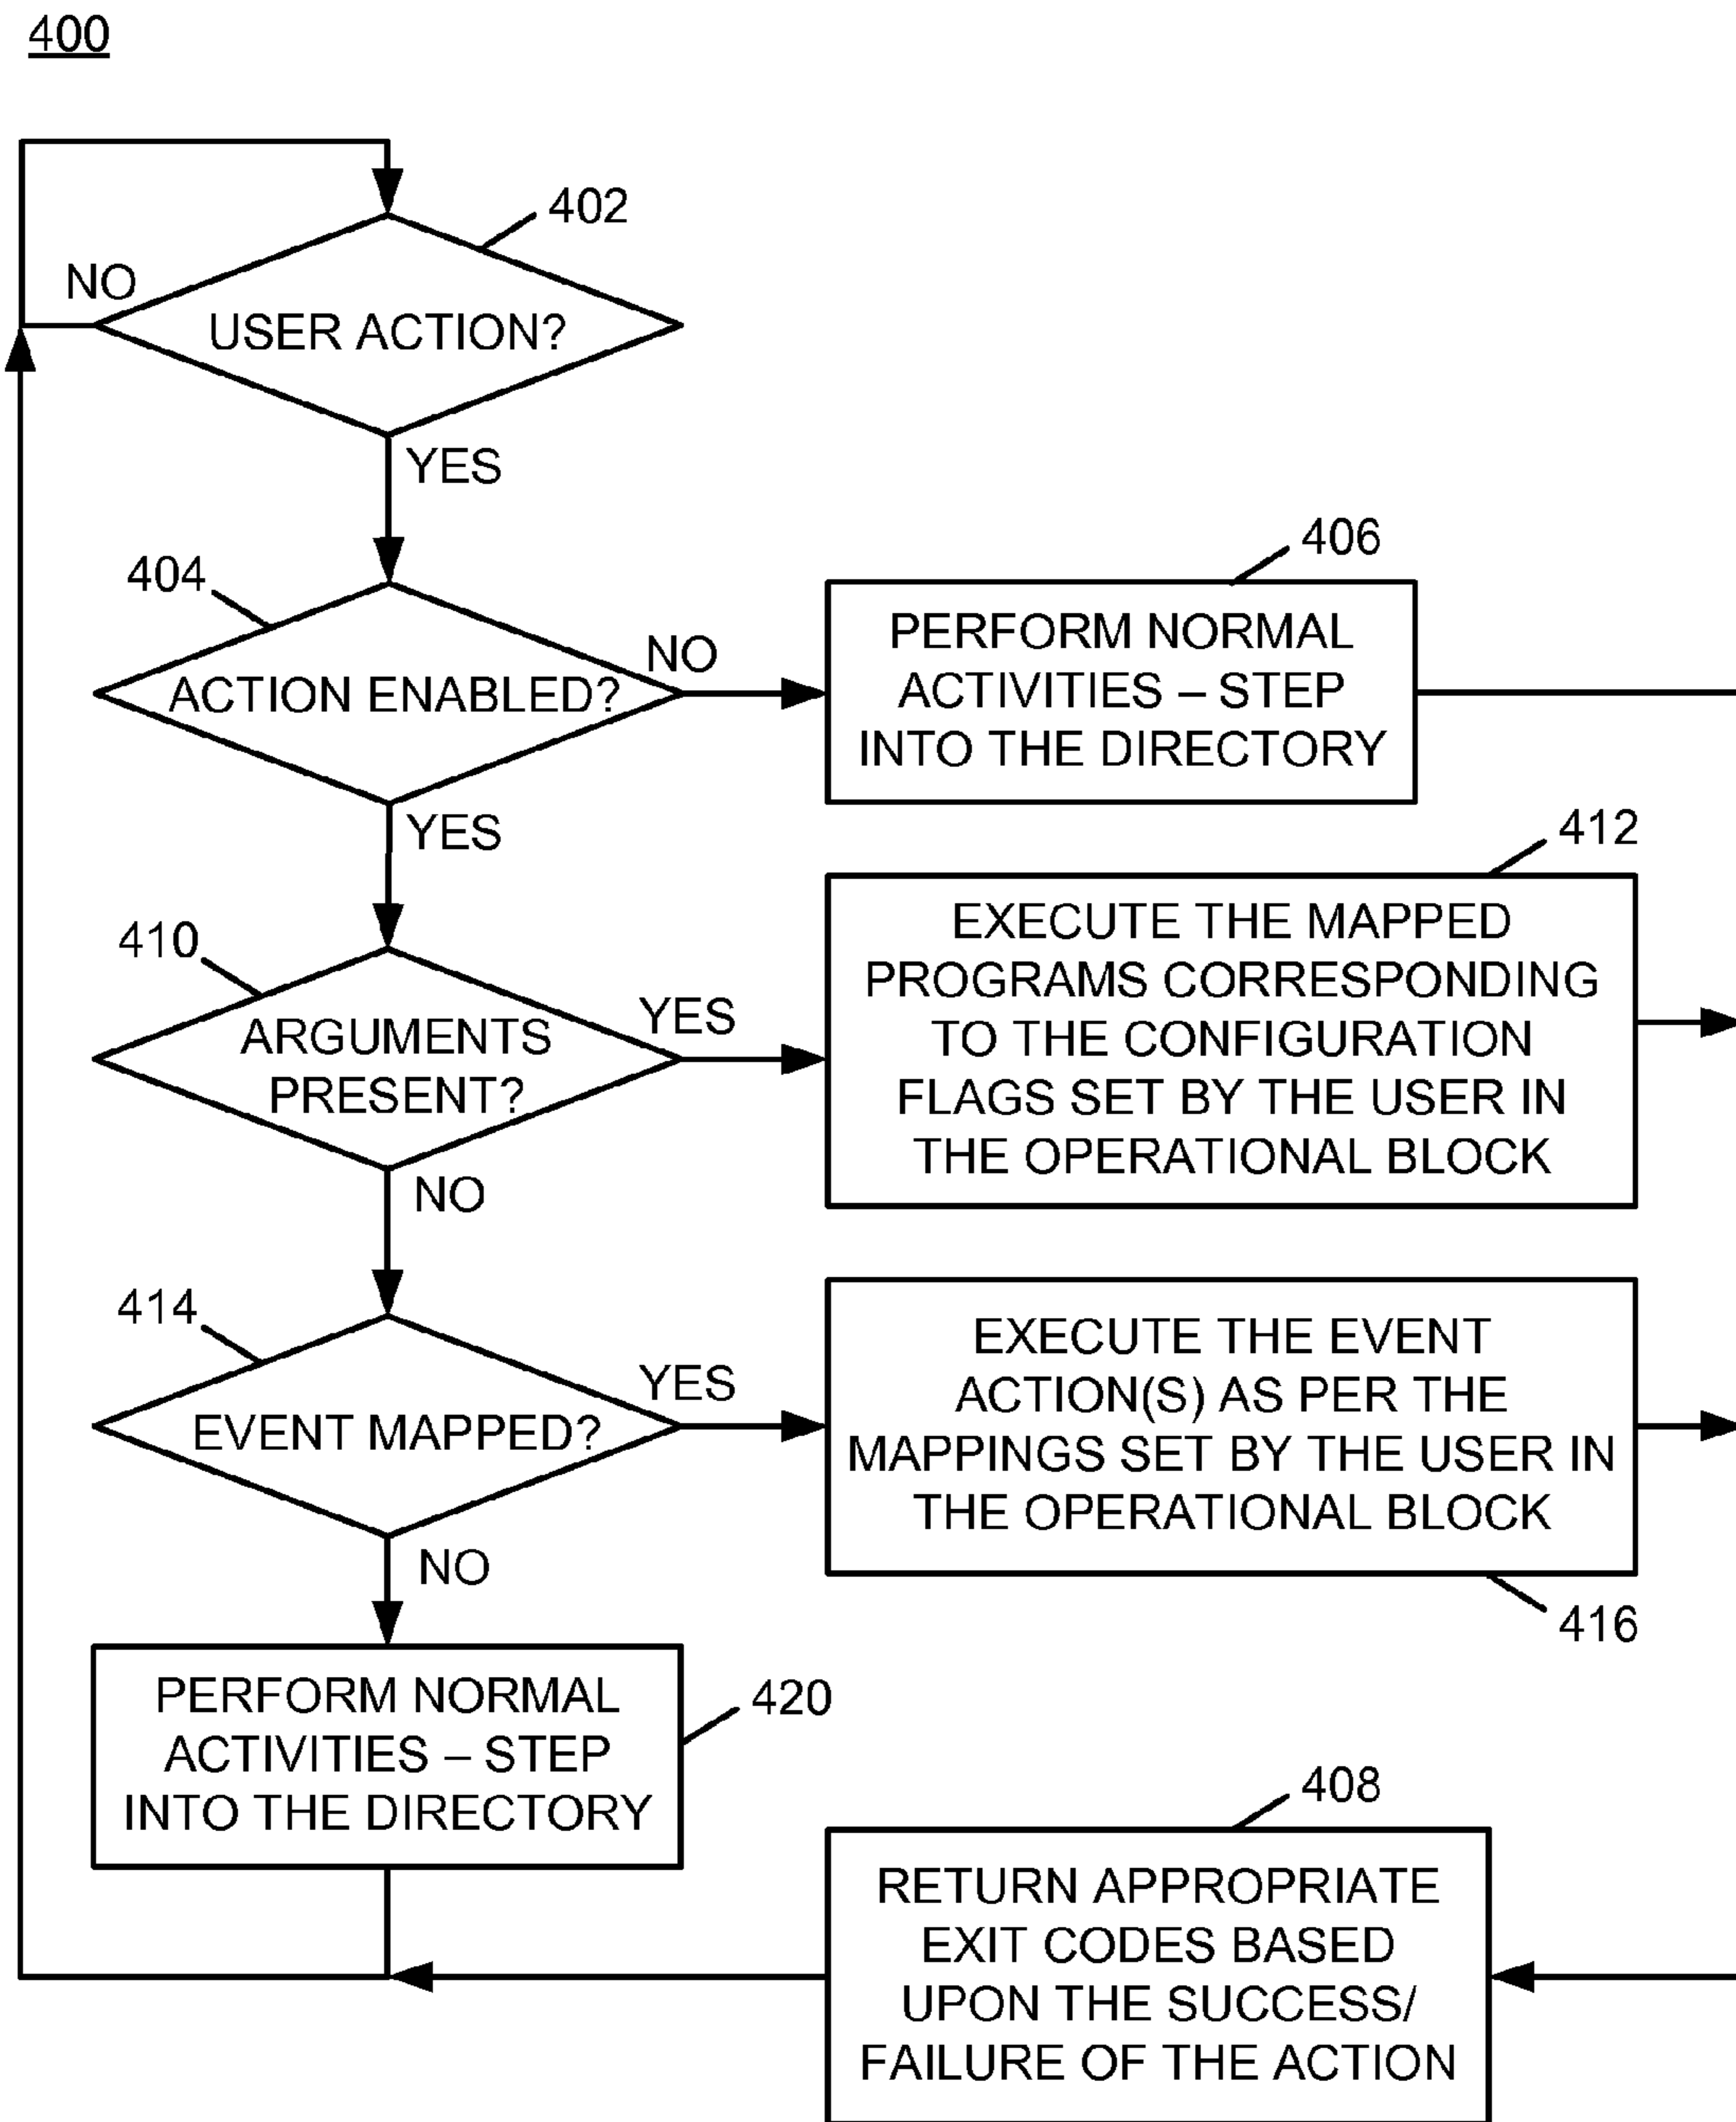 400
402
NO
USER ACTION?
YES
404
ACTION ENABLED?
NO
406
PERFORM NORMAL
ACTIVITIES – STEP
INTO THE DIRECTORY
YES
410
ARGUMENTS
PRESENT?
YES
412
EXECUTE THE MAPPED
PROGRAMS CORRESPONDING
TO THE CONFIGURATION
FLAGS SET BY THE USER IN
THE OPERATIONAL BLOCK
NO
414
EVENT MAPPED?
YES
EXECUTE THE EVENT
ACTION(S) AS PER THE
MAPPINGS SET BY THE USER IN
THE OPERATIONAL BLOCK
416
NO
PERFORM NORMAL
ACTIVITIES – STEP
INTO THE DIRECTORY
420
408
RETURN APPROPRIATE
EXIT CODES BASED
UPON THE SUCCESS/
FAILURE OF THE ACTION